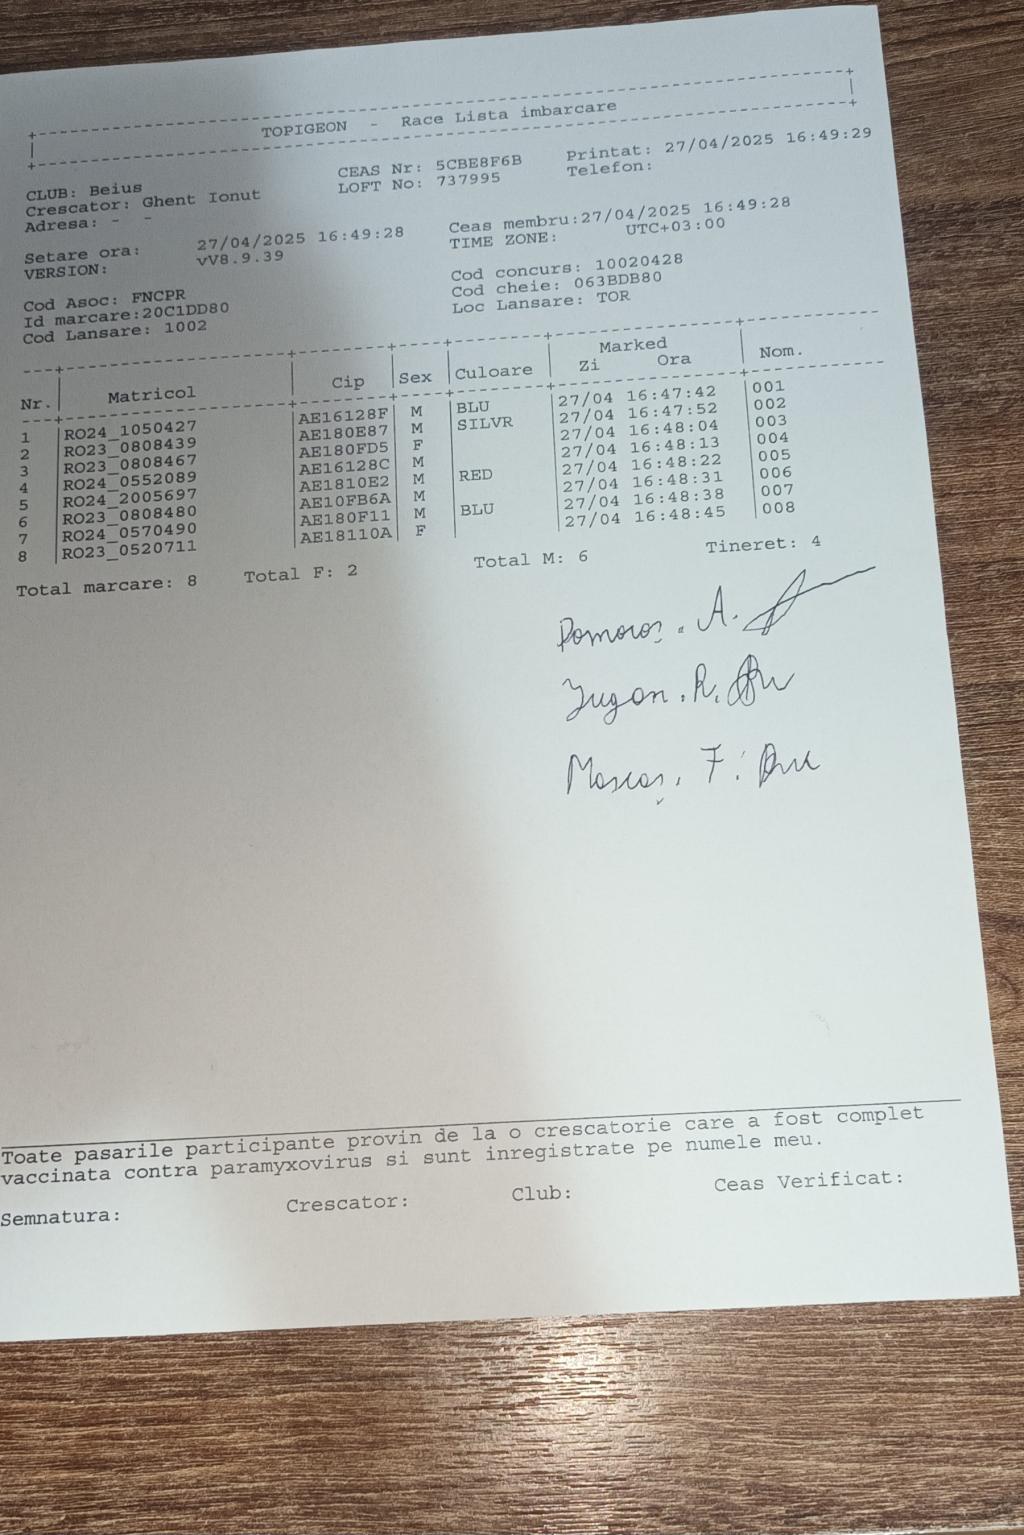 TOPIGEON - Race Lista imbarcare
CLUB: Beius CEAS Nr: 5CBE8F6B Printat: 27/04/2025 16:49:29
Crescator: Ghent Ionut LOFT No: 737995 Telefon:
Adresa: - -
Setare ora: 27/04/2025 16:49:28 Ceas membru:27/04/2025 16:49:28
VERSION: vV8.9.39 TIME ZONE: UTC+03:00
Cod Asoc: FNCPR Cod concurs: 10020428
Id marcare:20C1DD80 Cod cheie: 063BDB80
Cod Lansare: 1002 Loc Lansare: TOR
Marked
Nr. Matricol Cip Sex Culoare Zi Ora Nom.
1 RO24_1050427 AE16128F M BLU 27/04 16:47:42 001
2 RO23_0808439 AE180E87 M SILVR 27/04 16:47:52 002
3 RO23_0808467 AE180FD5 F 27/04 16:48:04 003
4 RO24_0552089 AE16128C M 27/04 16:48:13 004
5 RO24_2005697 AE1810E2 M RED 27/04 16:48:22 005
6 RO23_0808480 AE10FB6A M 27/04 16:48:31 006
7 RO24_0570490 AE180F11 M BLU 27/04 16:48:38 007
8 RO23_0520711 AE18110A F 27/04 16:48:45 008
Total marcare: 8 Total F: 2 Total M: 6 Tineret: 4
A.
R.
F.
Toate pasarile participante provin de la o crescatorie care a fost complet
vaccinata contra paramyxovirus si sunt inregistrate pe numele meu.
Semnatura: Crescator: Club: Ceas Verificat: